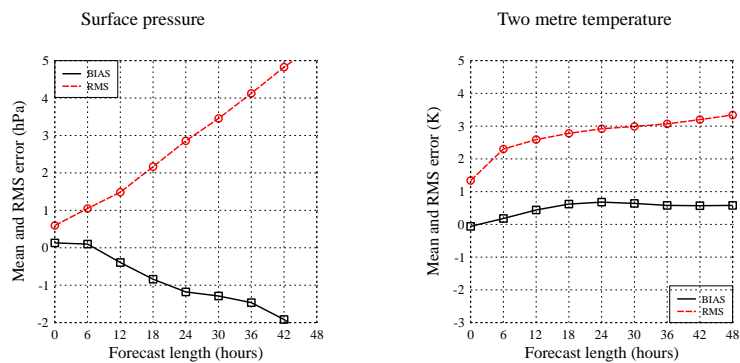 Surface pressure
5
4
3
2
1
0
-1
-2
Mean and RMS error (hPa)
BIAS
RMS
0 6 12 18 24 30 36 42 48
Forecast length (hours)
Two metre temperature
5
4
3
2
1
0
-1
-2
-3
Mean and RMS error (K)
BIAS
RMS
0 6 12 18 24 30 36 42 48
Forecast length (hours)